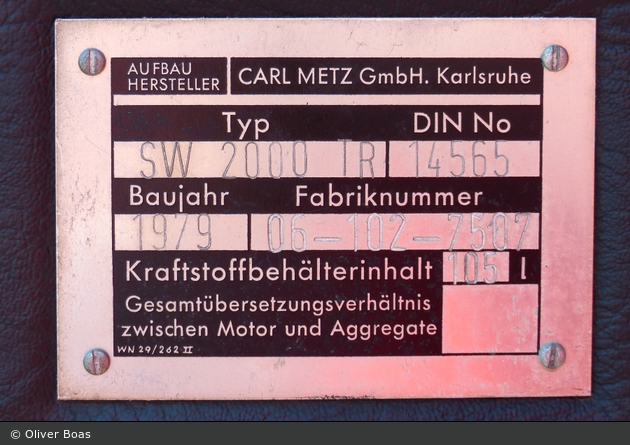 AUFBAU
HERSTELLER
CARL METZ GmbH. Karlsruhe
Typ DIN No
SW 2000 TR 14565
Baujahr Fabriknummer
1979 06-102-7507
Kraftstoffbehälterinhalt 105 l
Gesamtübersetzungsverhältnis
zwischen Motor und Aggregate
WN 29/262 II
© Oliver Boas